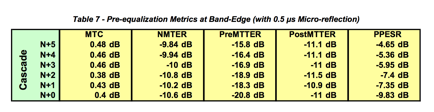 Table 7 - Pre-equalization Metrics at Band-Edge (with 0.5 µs Micro-reflection)
MTC NMTER PreMTTER PostMTTER PPESR
Cascade
N+5 0.48 dB -9.84 dB -15.8 dB -11.1 dB -4.65 dB
N+4 0.46 dB -9.94 dB -16.4 dB -11.1 dB -5.36 dB
N+3 0.46 dB -10 dB -16.9 dB -11 dB -5.95 dB
N+2 0.38 dB -10.8 dB -18.9 dB -11.5 dB -7.4 dB
N+1 0.43 dB -10.2 dB -18.3 dB -10.9 dB -7.35 dB
N+0 0.4 dB -10.6 dB -20.8 dB -11 dB -9.83 dB